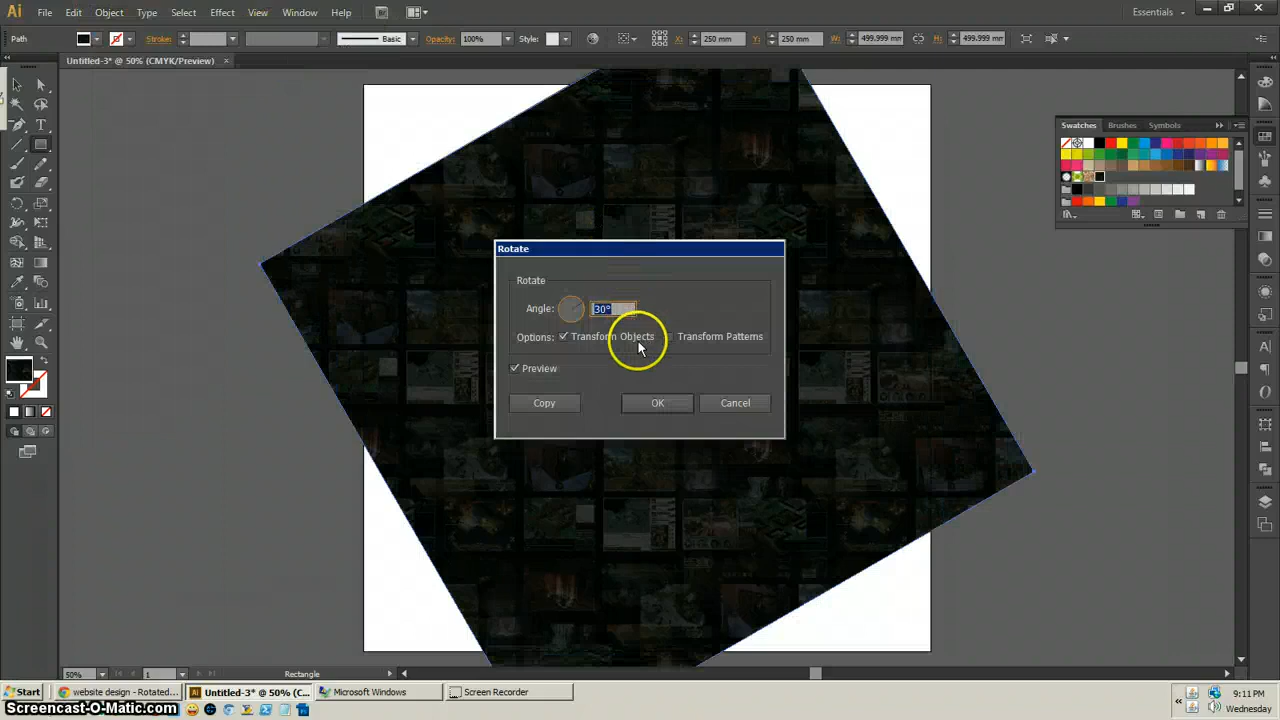 Ai File Edit Object Type Select Effect View Window Help Br Essentials
Path Stroke: Basic Opacity: 100% Style: X: 250 mm Y: 250 mm W: 499.999 mm H: 499.999 mm
Untitled-3* @ 50% (CMYK/Preview) ×
Swatches Brushes Symbols
Rotate
Rotate
Angle: 30°
Options: Transform Objects Transform Patterns
Preview
Copy OK Cancel
50% 1 Rectangle
Start website design - Rotated... Untitled-3* @ 50% (C... Microsoft Windows Screen Recorder 9:11 PM
Screencast-O-Matic.com Wednesday